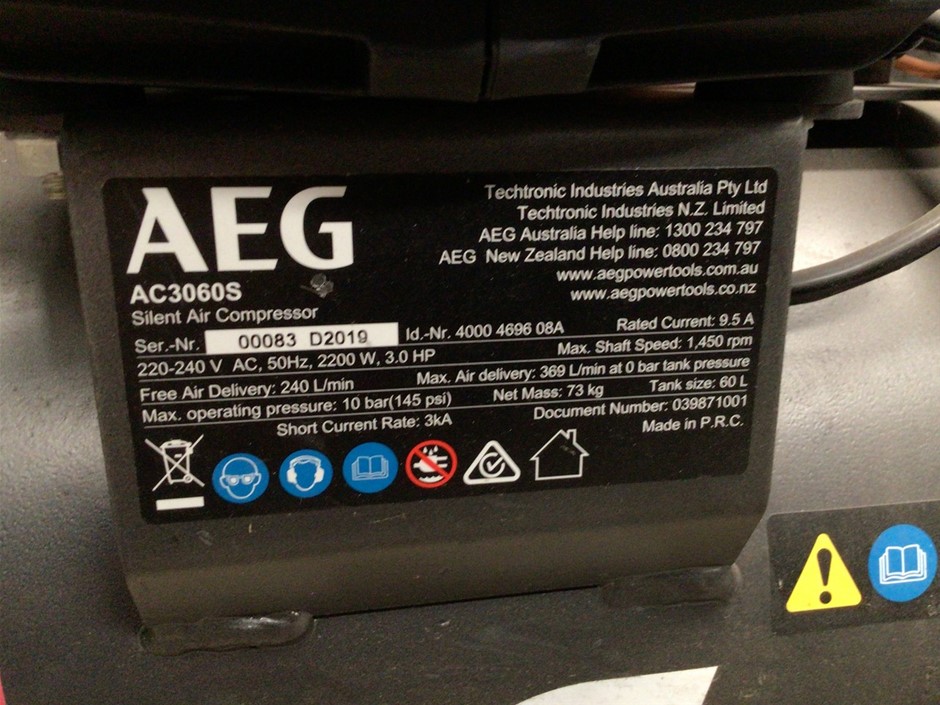 AEG
Techtronic Industries Australia Pty Ltd
Techtronic Industries N.Z. Limited
AEG Australia Help line: 1300 234 797
AEG New Zealand Help line: 0800 234 797
www.aegpowertools.com.au
www.aegpowertools.co.nz
AC3060S
Silent Air Compressor
Ser.-Nr. 00083 D2019 Id.-Nr. 4000 4696 08A Rated Current: 9.5 A
220-240 V AC, 50Hz, 2200 W, 3.0 HP Max. Shaft Speed: 1,450 rpm
Free Air Delivery: 240 L/min Max. Air delivery: 369 L/min at 0 bar tank pressure
Max. operating pressure: 10 bar(145 psi) Net Mass: 73 kg Tank size: 60 L
Short Current Rate: 3kA Document Number: 039871001
Made in P.R.C.